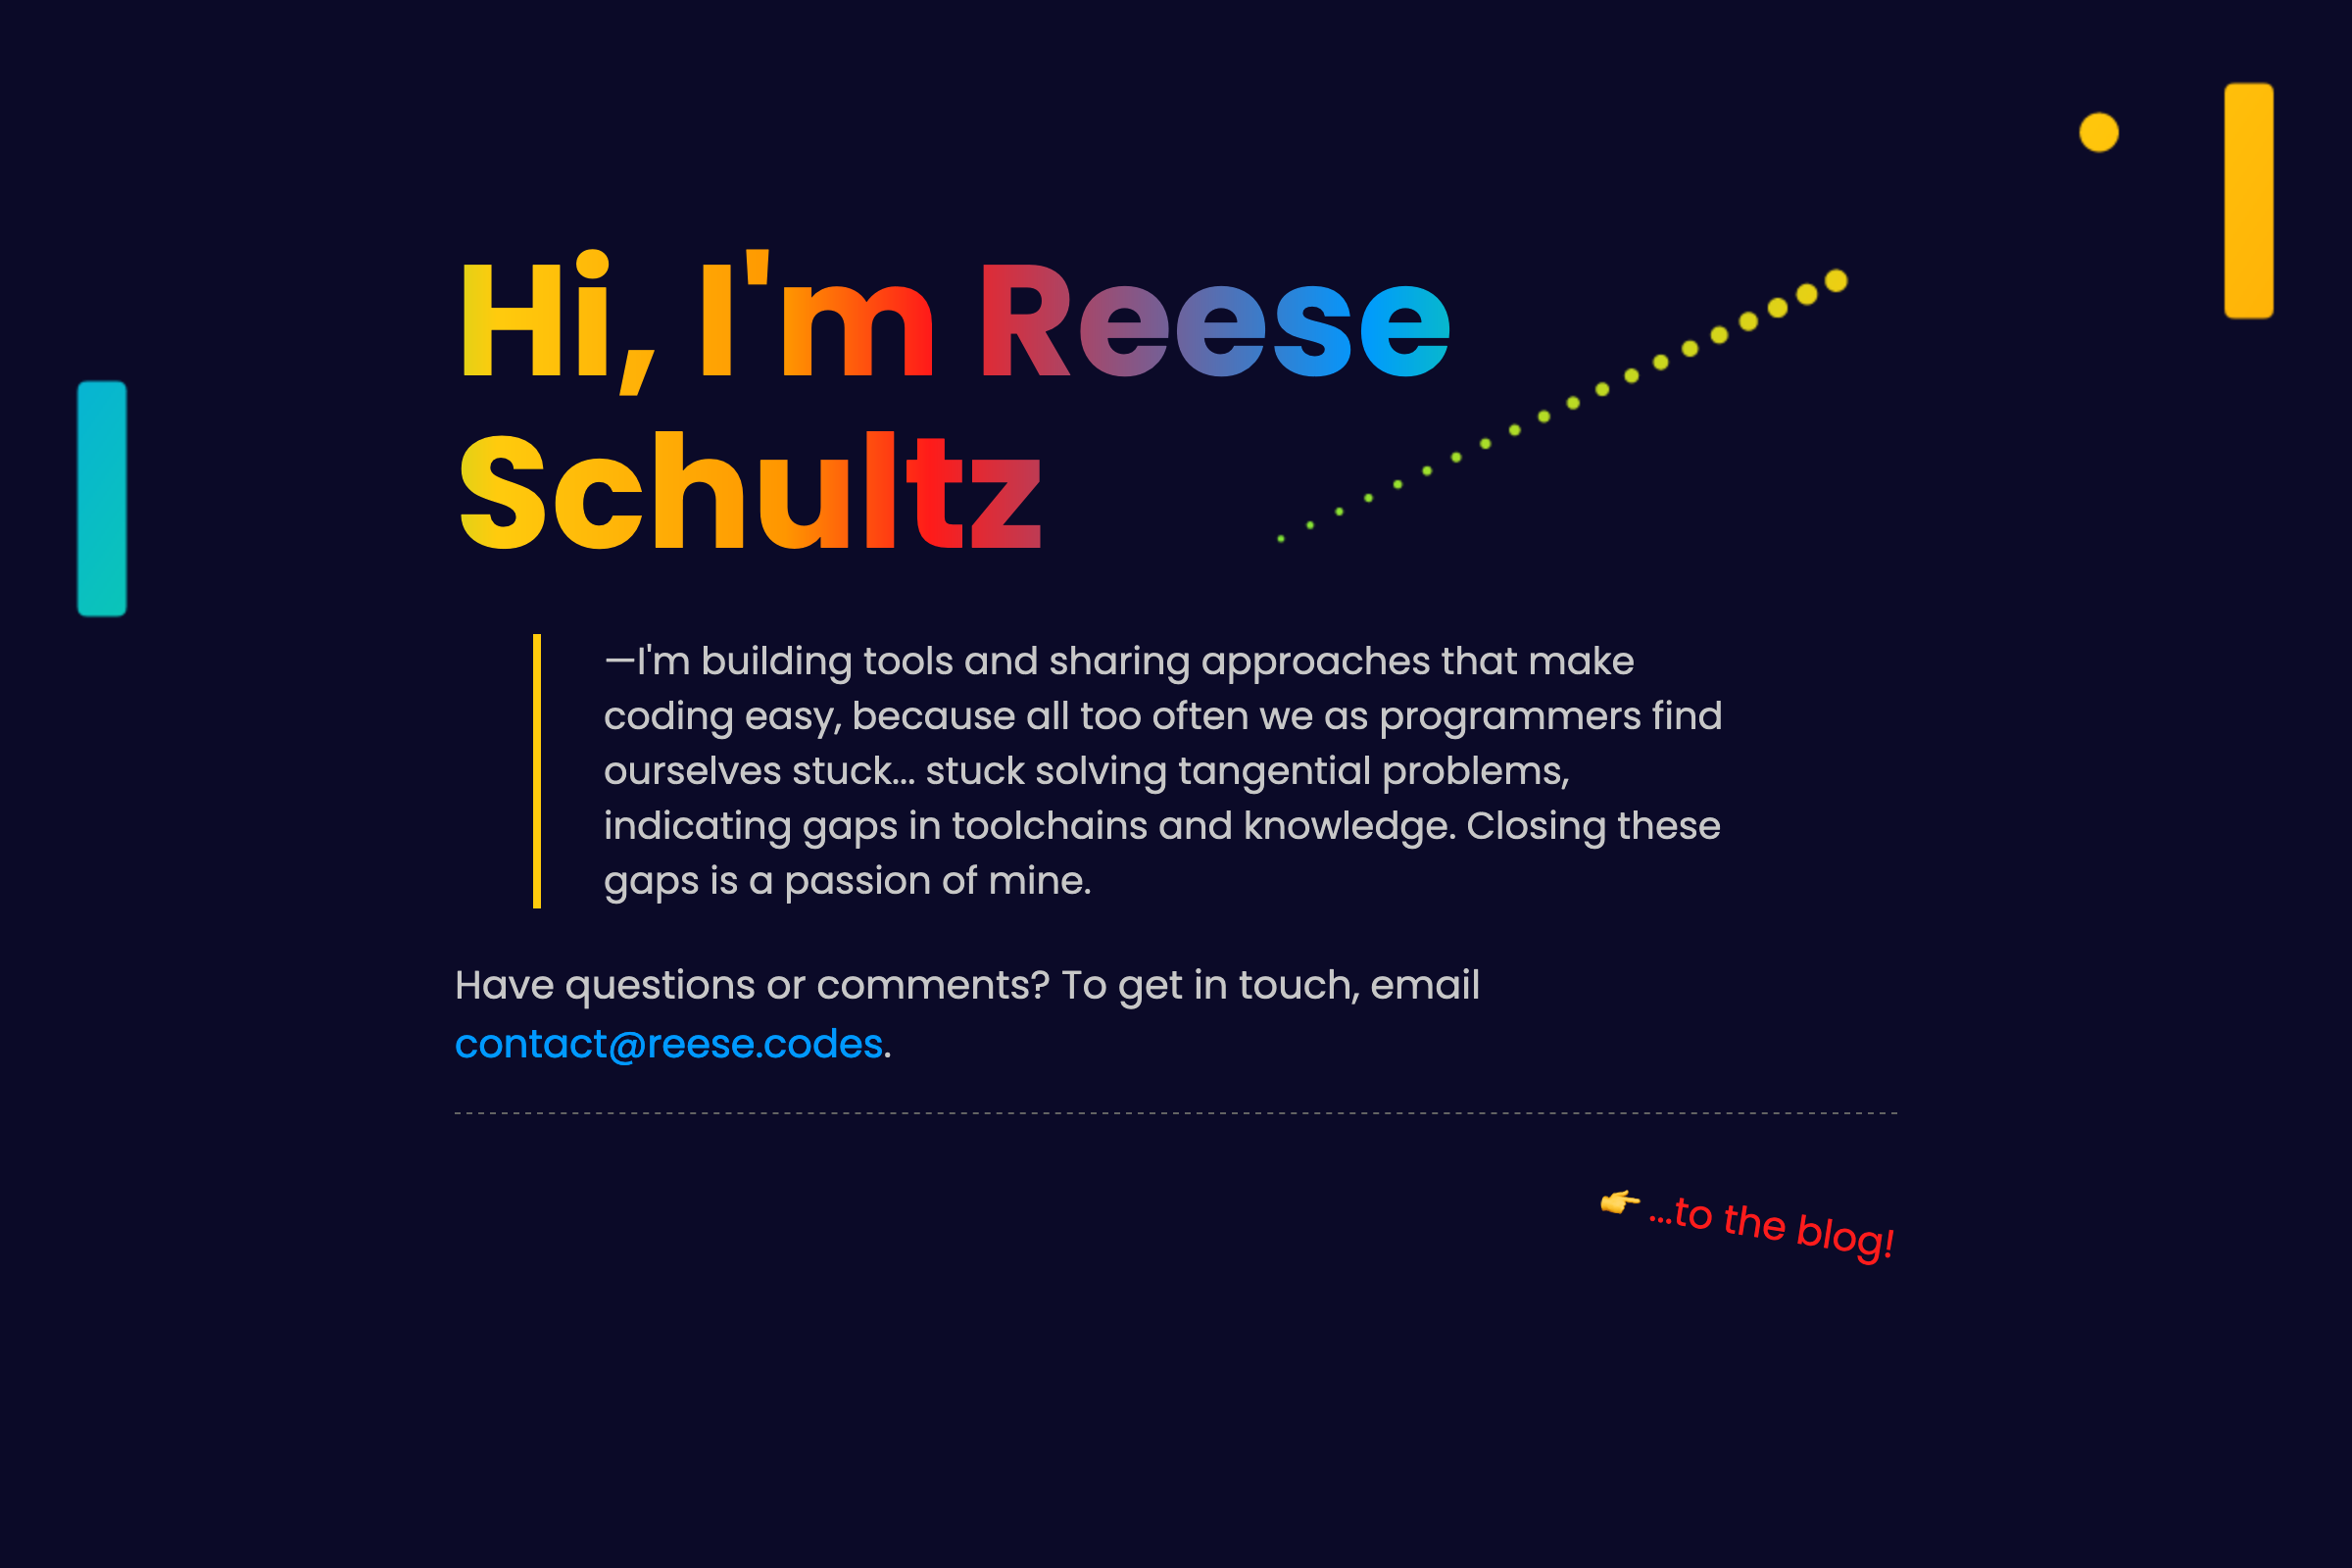 Hi, I'm Reese
Schultz
—I'm building tools and sharing approaches that make
coding easy, because all too often we as programmers find
ourselves stuck... stuck solving tangential problems,
indicating gaps in toolchains and knowledge. Closing these
gaps is a passion of mine.
Have questions or comments? To get in touch, email
contact@reese.codes.
👉 ...to the blog!